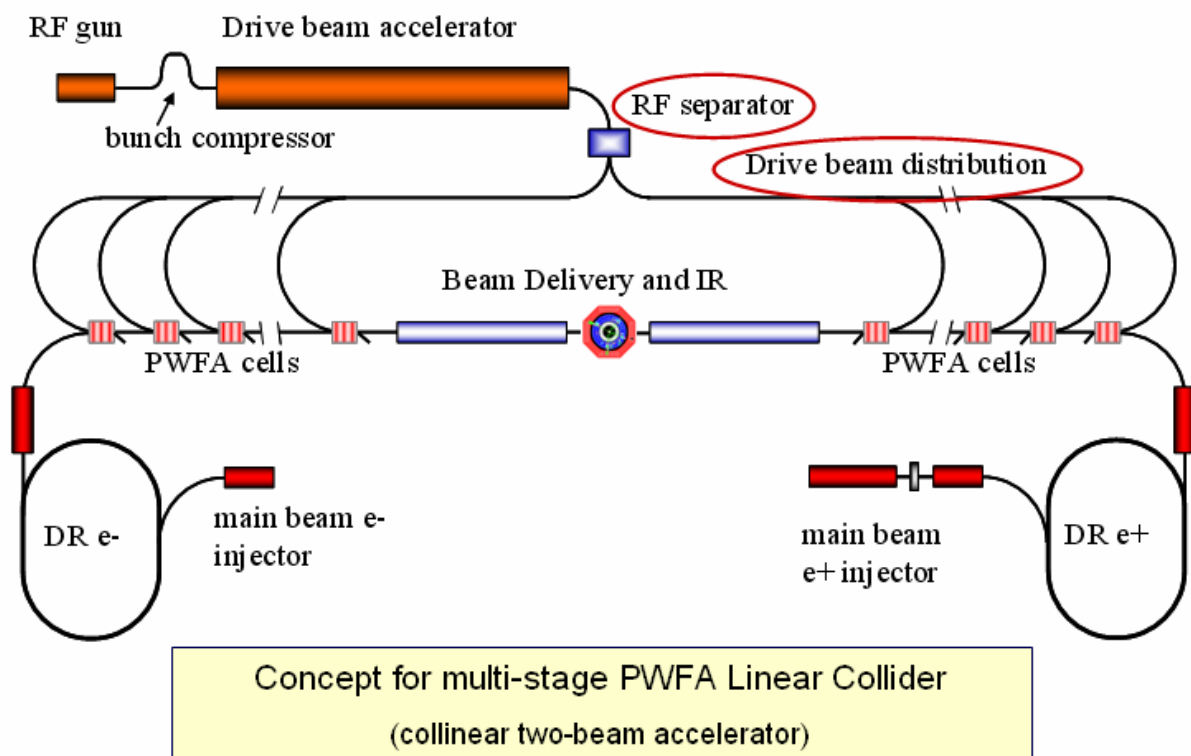 RF gun
Drive beam accelerator
RF separator
bunch compressor
Drive beam distribution
Beam Delivery and IR
PWFA cells
PWFA cells
DR e-
main beam e-
injector
main beam
e+ injector
DR e+
Concept for multi-stage PWFA Linear Collider
(collinear two-beam accelerator)